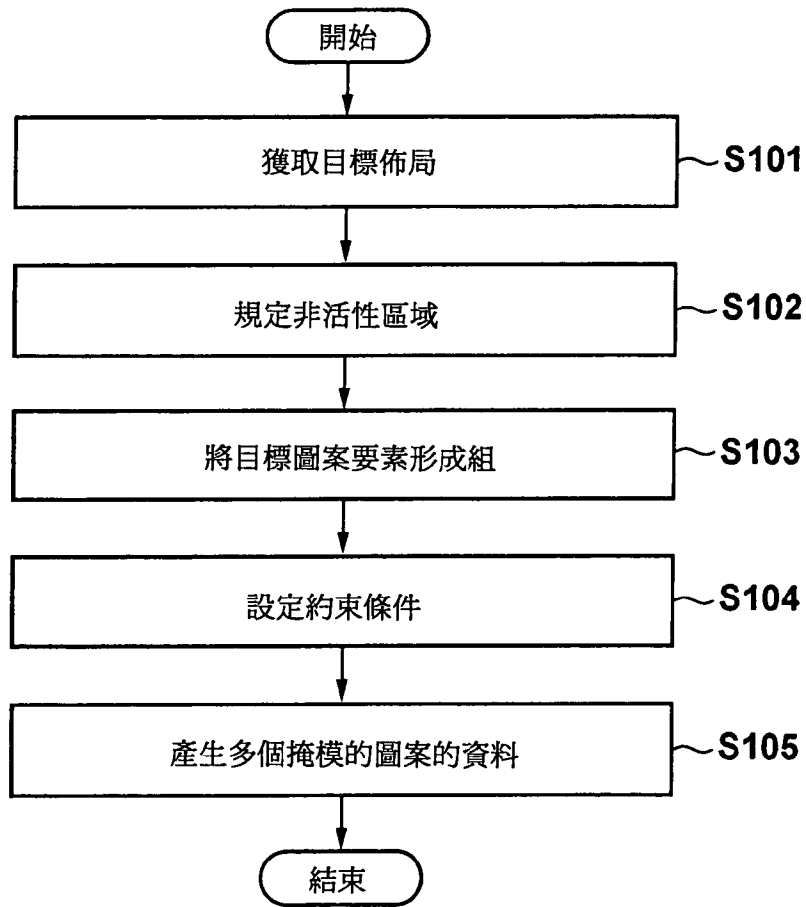 開始
獲取目標佈局
S101
規定非活性區域
S102
將目標圖案要素形成組
S103
設定約束條件
S104
產生多個掩模的圖案的資料
S105
結束